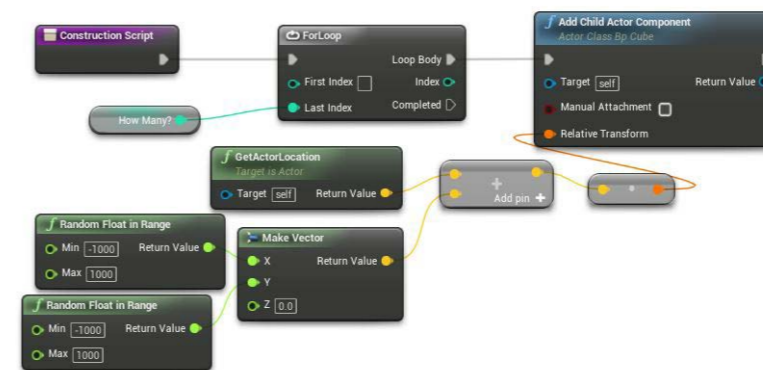 Construction Script
ForLoop
Loop Body
First Index
Index
Last Index
Completed
How Many?
f Add Child Actor Component
Actor Class Bp Cube
Target self
Return Value
Manual Attachment
Relative Transform
f GetActorLocation
Target is Actor
Target self
Return Value
+
Add pin +
f Random Float in Range
Min -1000
Return Value
Max 1000
Make Vector
X
Return Value
Y
Z 0.0
f Random Float in Range
Min -1000
Return Value
Max 1000